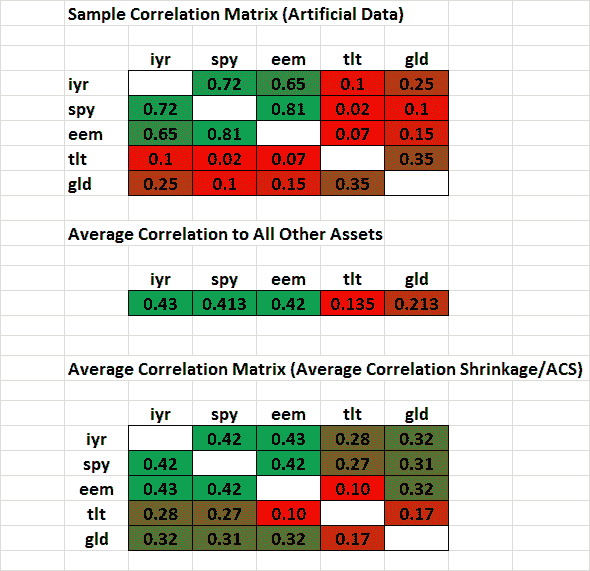 Sample Correlation Matrix (Artificial Data)
iyr spy eem tlt gld
iyr 0.72 0.65 0.1 0.25
spy 0.72 0.81 0.02 0.1
eem 0.65 0.81 0.07 0.15
tlt 0.1 0.02 0.07 0.35
gld 0.25 0.1 0.15 0.35
Average Correlation to All Other Assets
iyr spy eem tlt gld
0.43 0.413 0.42 0.135 0.213
Average Correlation Matrix (Average Correlation Shrinkage/ACS)
iyr spy eem tlt gld
iyr 0.42 0.43 0.28 0.32
spy 0.42 0.42 0.27 0.31
eem 0.43 0.42 0.10 0.32
tlt 0.28 0.27 0.10 0.17
gld 0.32 0.31 0.32 0.17